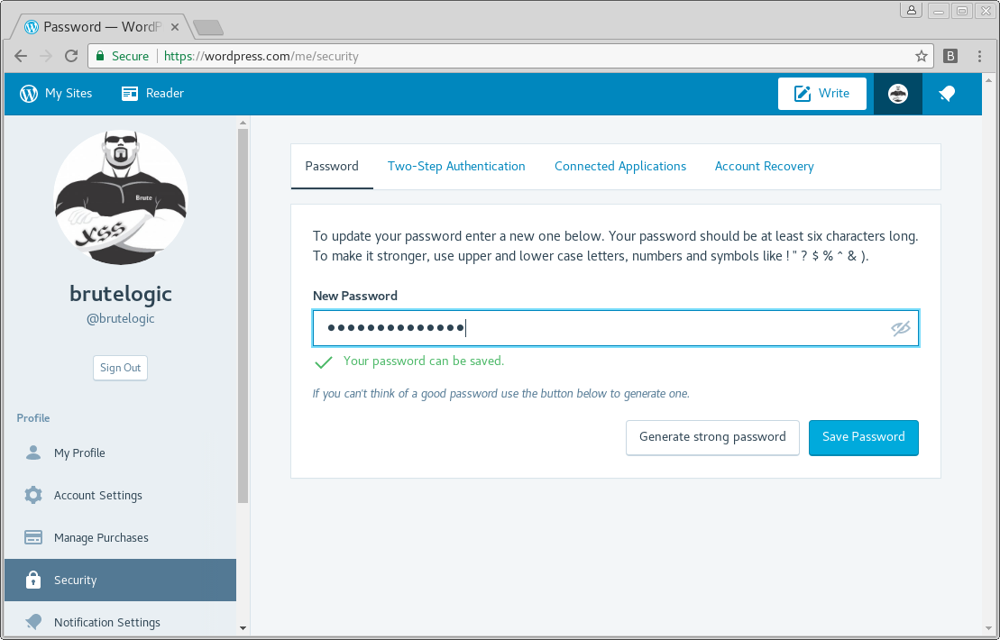 Password — WordP
Secure https://wordpress.com/me/security
B
My Sites Reader Write
Brute
XSS
brutelogic
@brutelogic
Sign Out
Profile
My Profile
Account Settings
Manage Purchases
Security
Notification Settings
Password Two-Step Authentication Connected Applications Account Recovery
To update your password enter a new one below. Your password should be at least six characters long.
To make it stronger, use upper and lower case letters, numbers and symbols like ! " ? $ % ^ & ).
New Password
••••••••••••••
Your password can be saved.
If you can't think of a good password use the button below to generate one.
Generate strong password Save Password